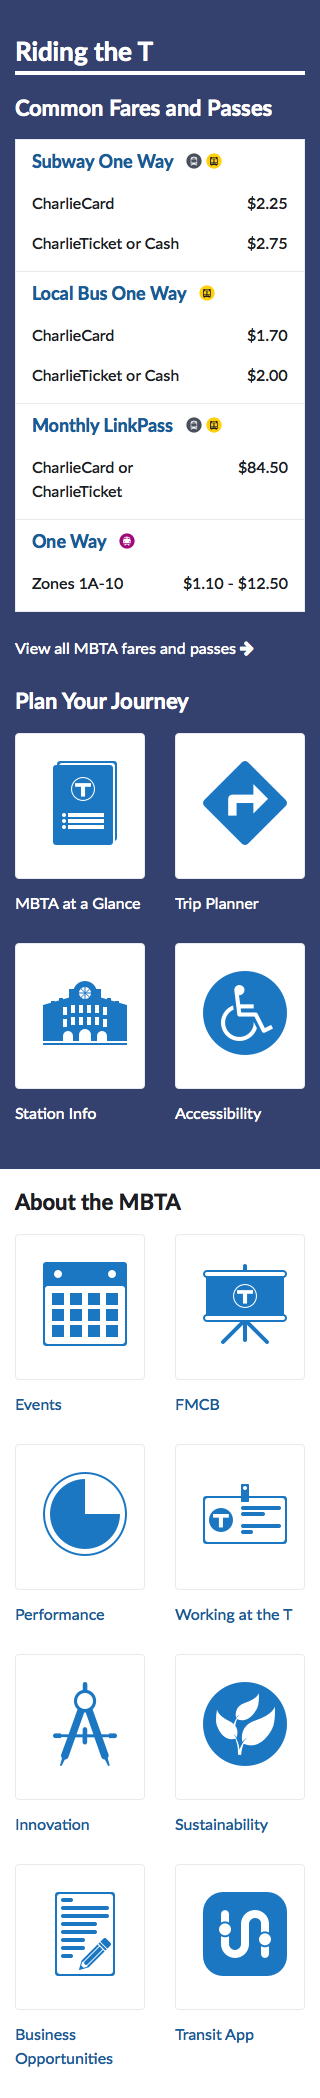 Riding the T
Common Fares and Passes
Subway One Way
CharlieCard $2.25
CharlieTicket or Cash $2.75
Local Bus One Way
CharlieCard $1.70
CharlieTicket or Cash $2.00
Monthly LinkPass
CharlieCard or $84.50
CharlieTicket
One Way
Zones 1A-10 $1.10 - $12.50
View all MBTA fares and passes
Plan Your Journey
T
MBTA at a Glance Trip Planner
Station Info Accessibility
About the MBTA
T
Events FMCB
T
Performance Working at the T
Innovation Sustainability
Business Transit App
Opportunities